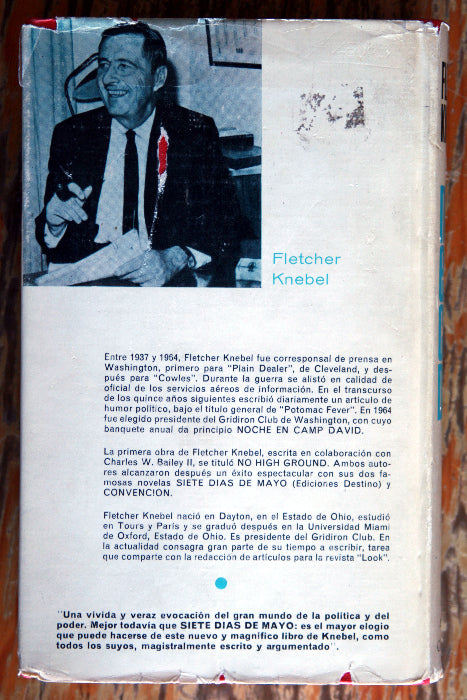 Fletcher
Knebel
Entre 1937 y 1964, Fletcher Knebel fue corresponsal de prensa en
Washington, primero para "Plain Dealer", de Cleveland, y des-
pués para "Cowles". Durante la guerra se alistó en calidad de
oficial de los servicios aéreos de información. En el transcurso
de los quince años siguientes escribió diariamente un artículo de
humor político, bajo el título general de "Potomac Fever". En 1964
fue elegido presidente del Gridiron Club de Washington, con cuyo
banquete anual da principio NOCHE EN CAMP DAVID.
La primera obra de Fletcher Knebel, escrita en colaboración con
Charles W. Bailey II, se tituló NO HIGH GROUND. Ambos auto-
res alcanzaron después un éxito espectacular con sus dos fa-
mosas novelas SIETE DIAS DE MAYO (Ediciones Destino) y
CONVENCION.
Fletcher Knebel nació en Dayton, en el Estado de Ohio, estudió
en Tours y París y se graduó después en la Universidad Miami
de Oxford, Estado de Ohio. Es presidente del Gridiron Club. En
la actualidad consagra gran parte de su tiempo a escribir, tarea
que comparte con la redacción de artículos para la revista "Look".
"Una vívida y veraz evocación del gran mundo de la política y del
poder. Mejor todavía que SIETE DIAS DE MAYO: es el mayor elogio
que puede hacerse de este nuevo y magnífico libro de Knebel, como
todos los suyos, magistralmente escrito y argumentado".